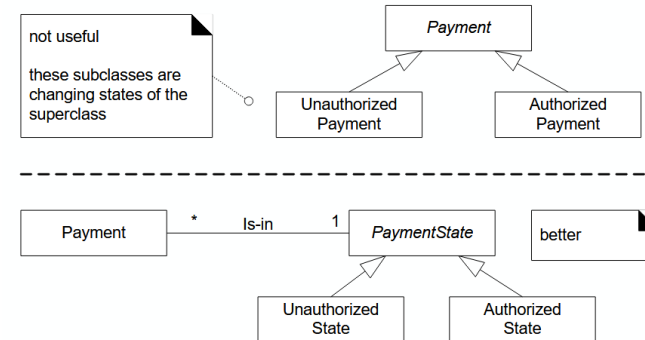 not useful
these subclasses are
changing states of the
superclass
Payment
Unauthorized
Payment
Authorized
Payment
Payment
*
Is-in
1
PaymentState
better
Unauthorized
State
Authorized
State